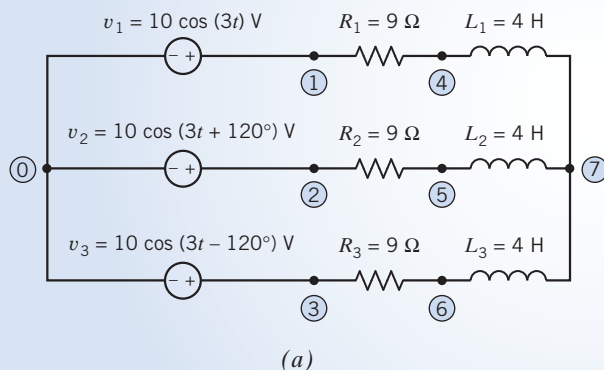 v₁ = 10 cos (3t) V R₁ = 9 Ω L₁ = 4 H
- +
1 4
v₂ = 10 cos (3t + 120°) V R₂ = 9 Ω L₂ = 4 H
0 - + 7
2 5
v₃ = 10 cos (3t – 120°) V R₃ = 9 Ω L₃ = 4 H
- +
3 6
(a)